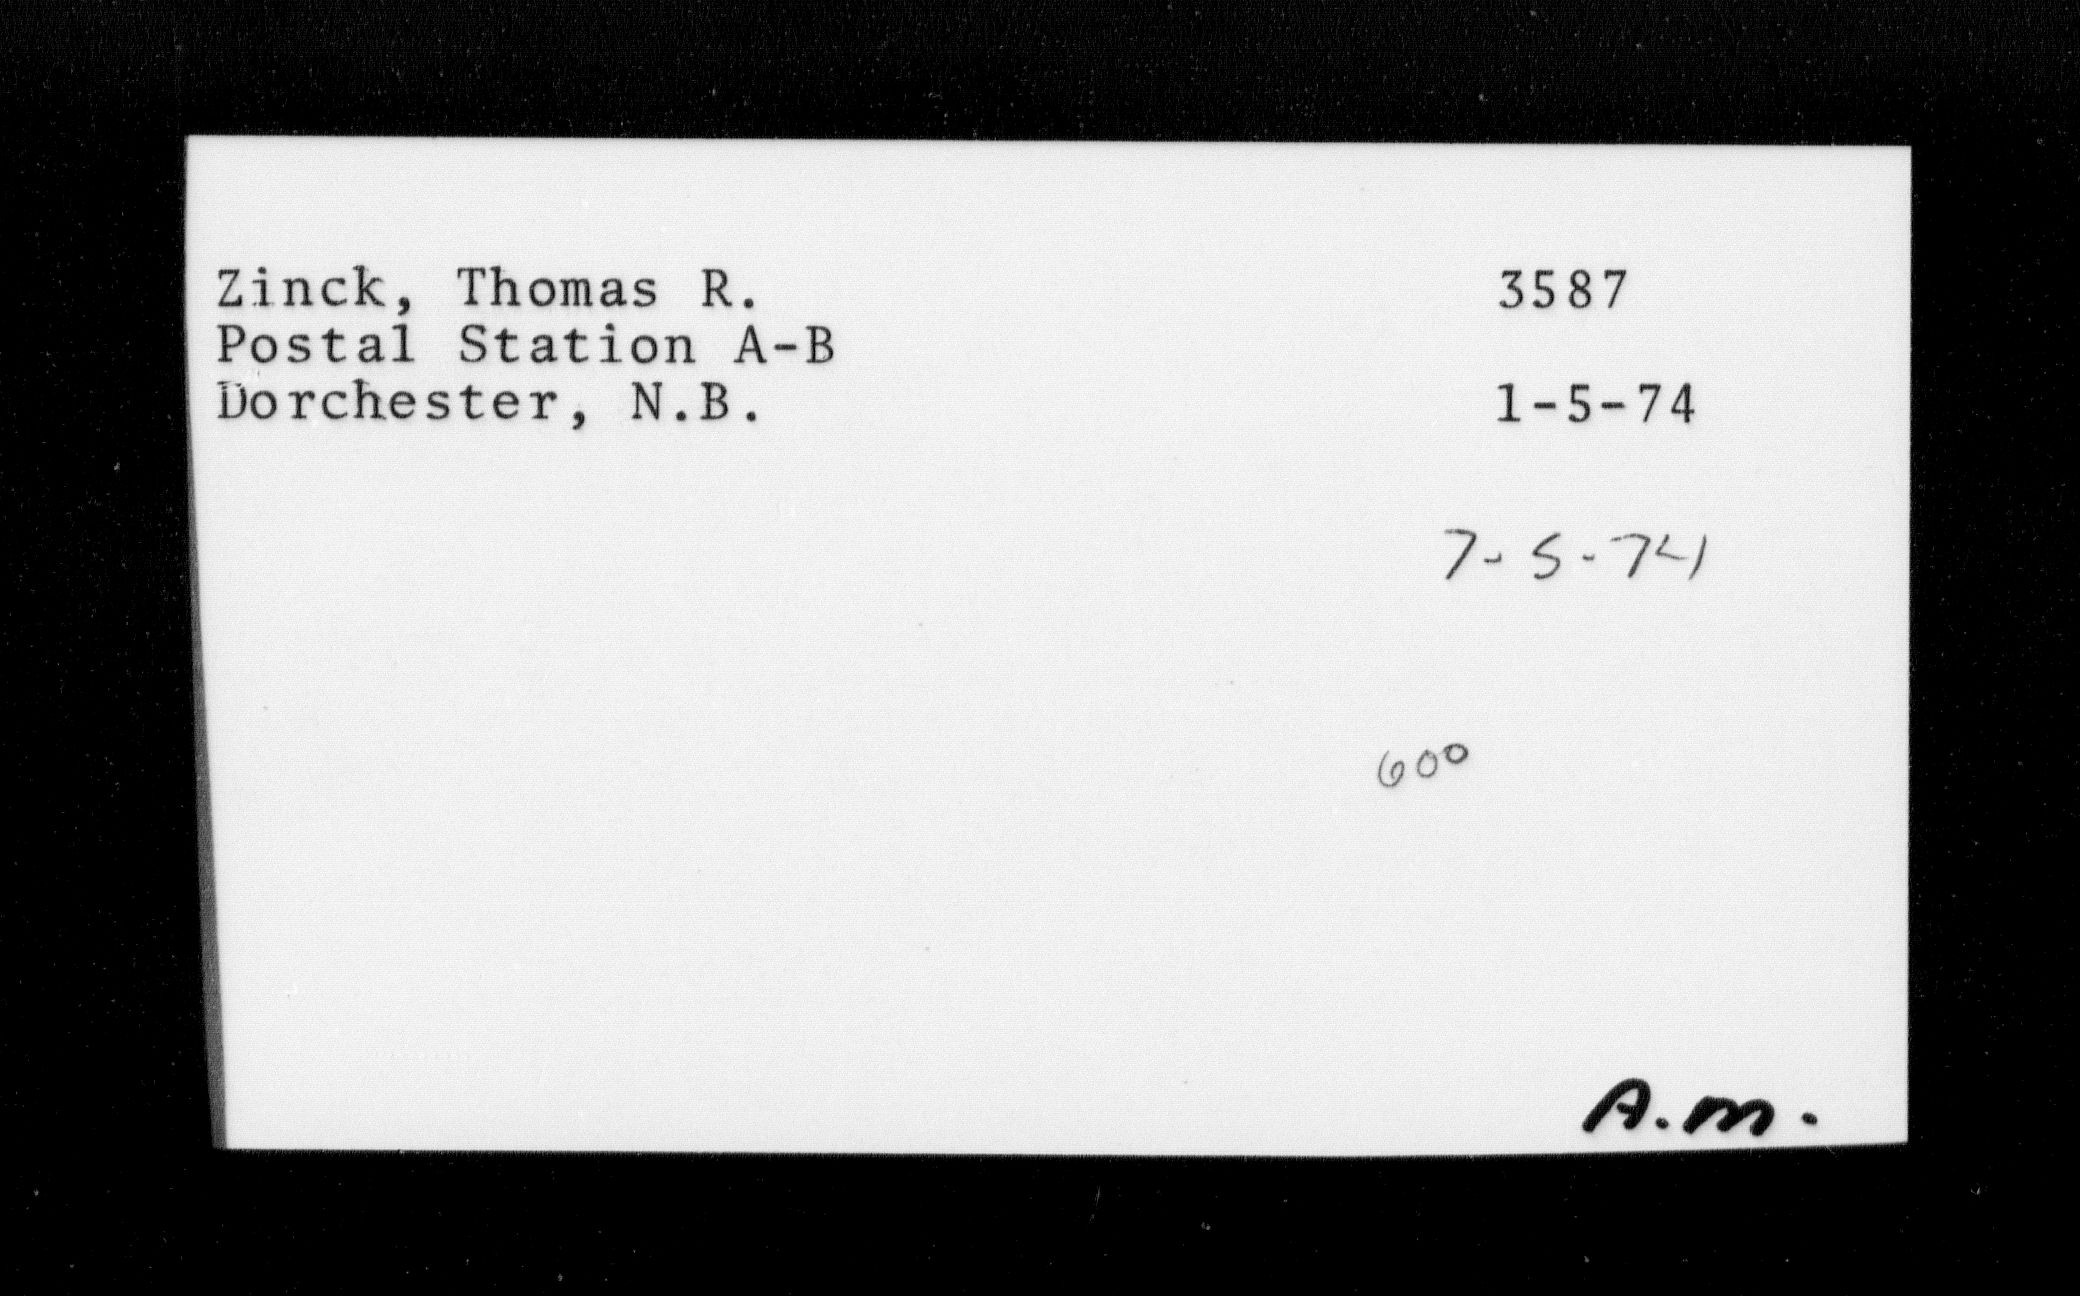 Zinck, Thomas R. 3587
Postal Station A-B
Dorchester, N.B. 1-5-74
7-5-74
600
A.M.